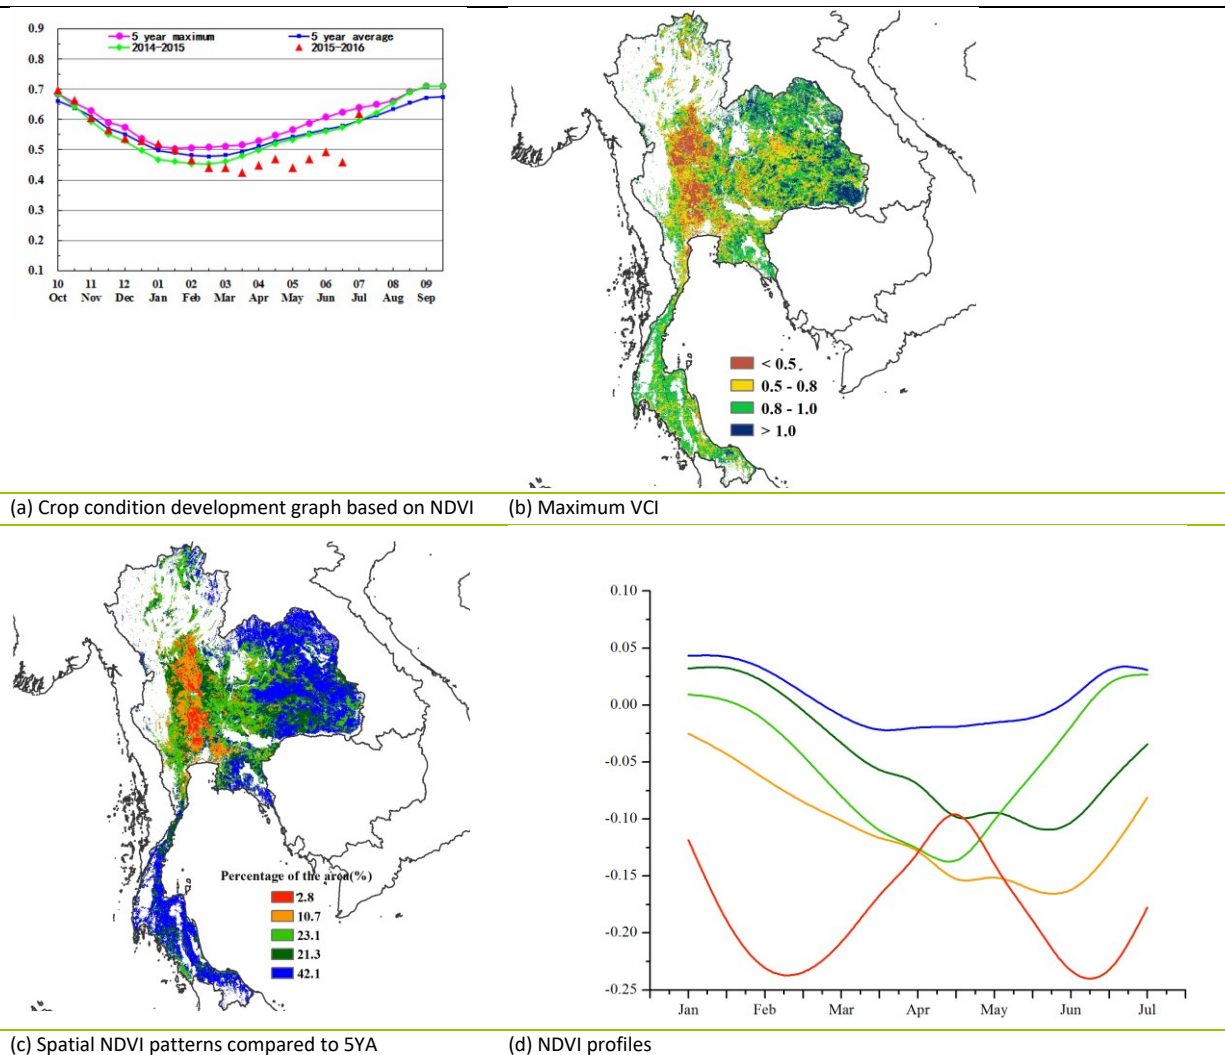 0.9
0.8
0.7
0.6
0.5
0.4
0.3
0.2
0.1
5 year maximum
5 year average
2014-2015
2015-2016
10 11 12 01 02 03 04 05 06 07 08 09
Oct Nov Dec Jan Feb Mar Apr May Jun Jul Aug Sep
< 0.5
0.5 - 0.8
0.8 - 1.0
> 1.0
(a) Crop condition development graph based on NDVI
(b) Maximum VCI
Percentage of the area(%)
2.8
10.7
23.1
21.3
42.1
0.10
0.05
0.00
-0.05
-0.10
-0.15
-0.20
-0.25
Jan Feb Mar Apr May Jun Jul
(c) Spatial NDVI patterns compared to 5YA
(d) NDVI profiles